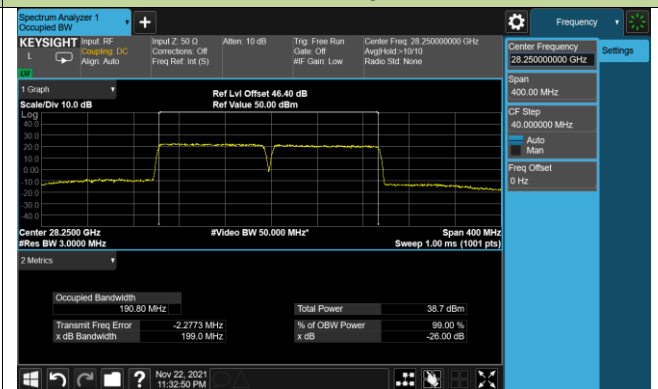 Spectrum Analyzer 1
Occupied BW
+
Frequency
KEYSIGHT
L
Input: RF
Coupling: DC
Align: Auto
Input Z: 50 Ω
Corrections: Off
Freq Ref: Int (S)
Atten: 10 dB
Trig: Free Run
Gate: Off
#IF Gain: Low
Center Freq: 28.250000000 GHz
Avg|Hold:>10/10
Radio Std: None
Center Frequency
28.250000000 GHz
Settings
Span
400.00 MHz
CF Step
40.000000 MHz
Auto
Man
Freq Offset
0 Hz
1 Graph
Scale/Div 10.0 dB
Ref Lvl Offset 46.40 dB
Ref Value 50.00 dBm
Log
40.0
30.0
20.0
10.0
0.00
-10.0
-20.0
-30.0
-40.0
Center 28.2500 GHz
#Video BW 50.000 MHz*
Span 400 MHz
#Res BW 3.0000 MHz
Sweep 1.00 ms (1001 pts)
2 Metrics
Occupied Bandwidth
190.80 MHz
Total Power
38.7 dBm
Transmit Freq Error
-2.2773 MHz
% of OBW Power
99.00 %
x dB Bandwidth
199.0 MHz
x dB
-26.00 dB
?
Nov 22, 2021
11:32:50 PM